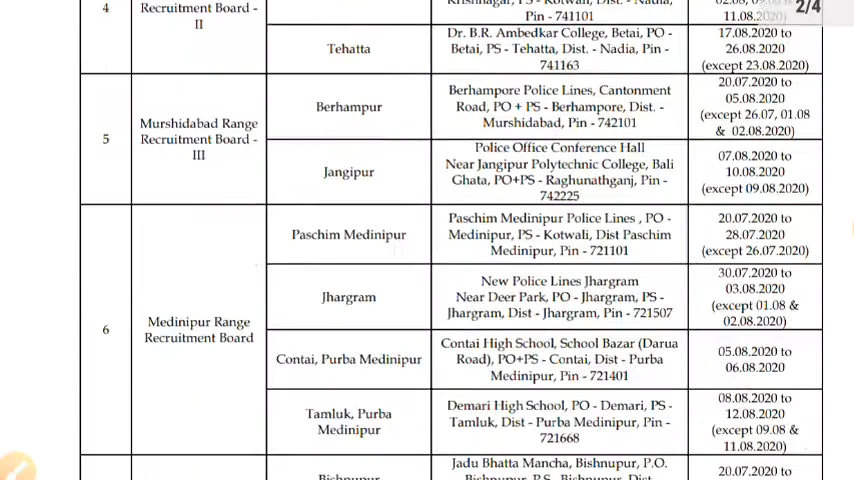 2/4
4
Recruitment Board -
II
Krishnagar, PS - Kotwali, Dist. - Nadia,
Pin - 741101
11.08.2020)
Tehatta
Dr. B.R. Ambedkar College, Betai, PO -
Betai, PS - Tehatta, Dist. - Nadia, Pin -
741163
17.08.2020 to
26.08.2020
(except 23.08.2020)
5
Murshidabad Range
Recruitment Board -
III
Berhampur
Berhampore Police Lines, Cantonment
Road, PO + PS - Berhampore, Dist. -
Murshidabad, Pin - 742101
20.07.2020 to
05.08.2020
(except 26.07, 01.08
& 02.08.2020)
Jangipur
Police Office Conference Hall
Near Jangipur Polytechnic College, Bali
Ghata, PO+PS - Raghunathganj, Pin -
742225
07.08.2020 to
10.08.2020
(except 09.08.2020)
6
Medinipur Range
Recruitment Board
Paschim Medinipur
Paschim Medinipur Police Lines , PO -
Medinipur, PS - Kotwali, Dist Paschim
Medinipur, Pin - 721101
20.07.2020 to
28.07.2020
(except 26.07.2020)
Jhargram
New Police Lines Jhargram
Near Deer Park, PO - Jhargram, PS -
Jhargram, Dist - Jhargram, Pin - 721507
30.07.2020 to
03.08.2020
(except 01.08 &
02.08.2020)
Contai, Purba Medinipur
Contai High School, School Bazar (Darua
Road), PO+PS - Contai, Dist - Purba
Medinipur, Pin - 721401
05.08.2020 to
06.08.2020
Tamluk, Purba
Medinipur
Demari High School, PO - Demari, PS -
Tamluk, Dist - Purba Medinipur, Pin -
721668
08.08.2020 to
12.08.2020
(except 09.08 &
11.08.2020)
Bishnupur
Jadu Bhatta Mancha, Bishnupur, P.O.
Bishnupur, P.S - Bishnupur, Dist.
20.07.2020 to